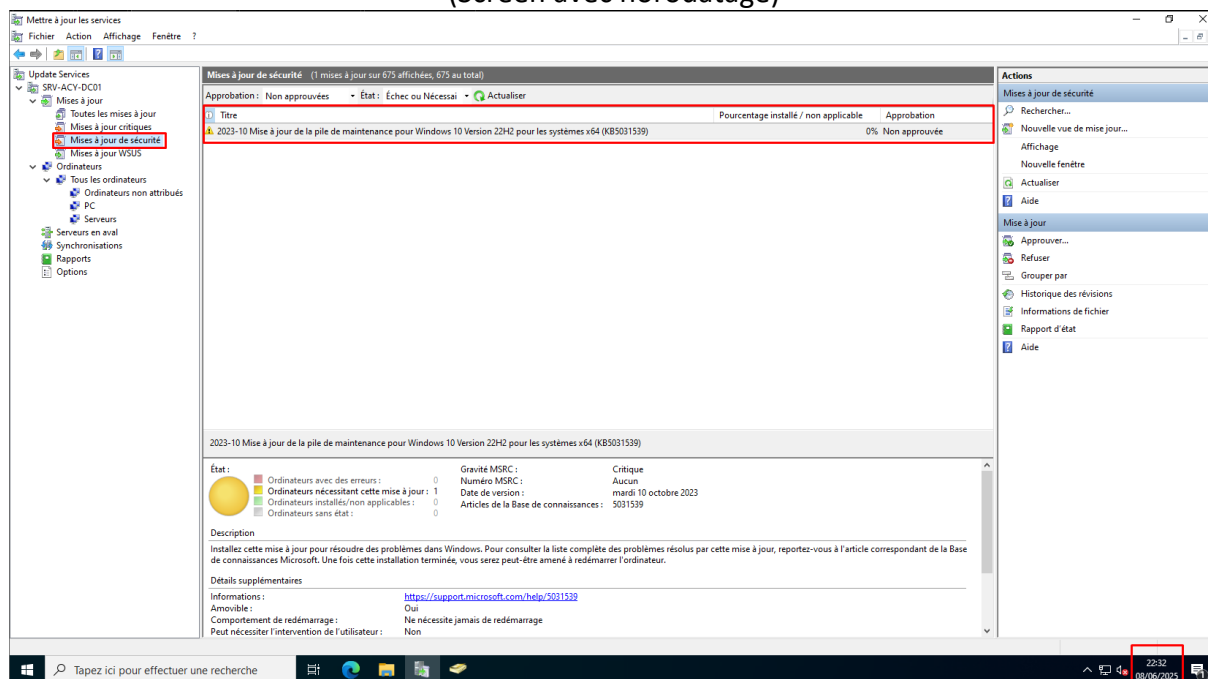 (Screen avec horodatage)
Mettre à jour les services
Fichier Action Affichage Fenêtre ?
Update Services
SRV-ACY-DC01
Mises à jour
Toutes les mises à jour
Mises à jour critiques
Mises à jour de sécurité
Mises à jour WSUS
Ordinateurs
Tous les ordinateurs
Ordinateurs non attribués
PC
Serveurs
Serveurs en aval
Synchronisations
Rapports
Options
Mises à jour de sécurité (1 mises à jour sur 675 affichées, 675 au total)
Approbation : Non approuvées État : Échec ou Nécessai Actualiser
Titre Pourcentage installé / non applicable Approbation
2023-10 Mise à jour de la pile de maintenance pour Windows 10 Version 22H2 pour les systèmes x64 (KB5031539) 0% Non approuvée
2023-10 Mise à jour de la pile de maintenance pour Windows 10 Version 22H2 pour les systèmes x64 (KB5031539)
État :
Ordinateurs avec des erreurs : 0
Ordinateurs nécessitant cette mise à jour : 1
Ordinateurs installés/non applicables : 0
Ordinateurs sans état : 0
Gravité MSRC : Critique
Numéro MSRC : Aucun
Date de version : mardi 10 octobre 2023
Articles de la Base de connaissances : 5031539
Description
Installez cette mise à jour pour résoudre des problèmes dans Windows. Pour consulter la liste complète des problèmes résolus par cette mise à jour, reportez-vous à l'article correspondant de la Base
de connaissances Microsoft. Une fois cette installation terminée, vous serez peut-être amené à redémarrer l'ordinateur.
Détails supplémentaires
Informations : https://support.microsoft.com/help/5031539
Amovible : Oui
Comportement de redémarrage : Ne nécessite jamais de redémarrage
Peut nécessiter l'intervention de l'utilisateur : Non
Actions
Mises à jour de sécurité
Rechercher...
Nouvelle vue de mise jour...
Affichage
Nouvelle fenêtre
Actualiser
Aide
Mise à jour
Approuver...
Refuser
Grouper par
Historique des révisions
Informations de fichier
Rapport d'état
Aide
Tapez ici pour effectuer une recherche
22:32
08/06/2025